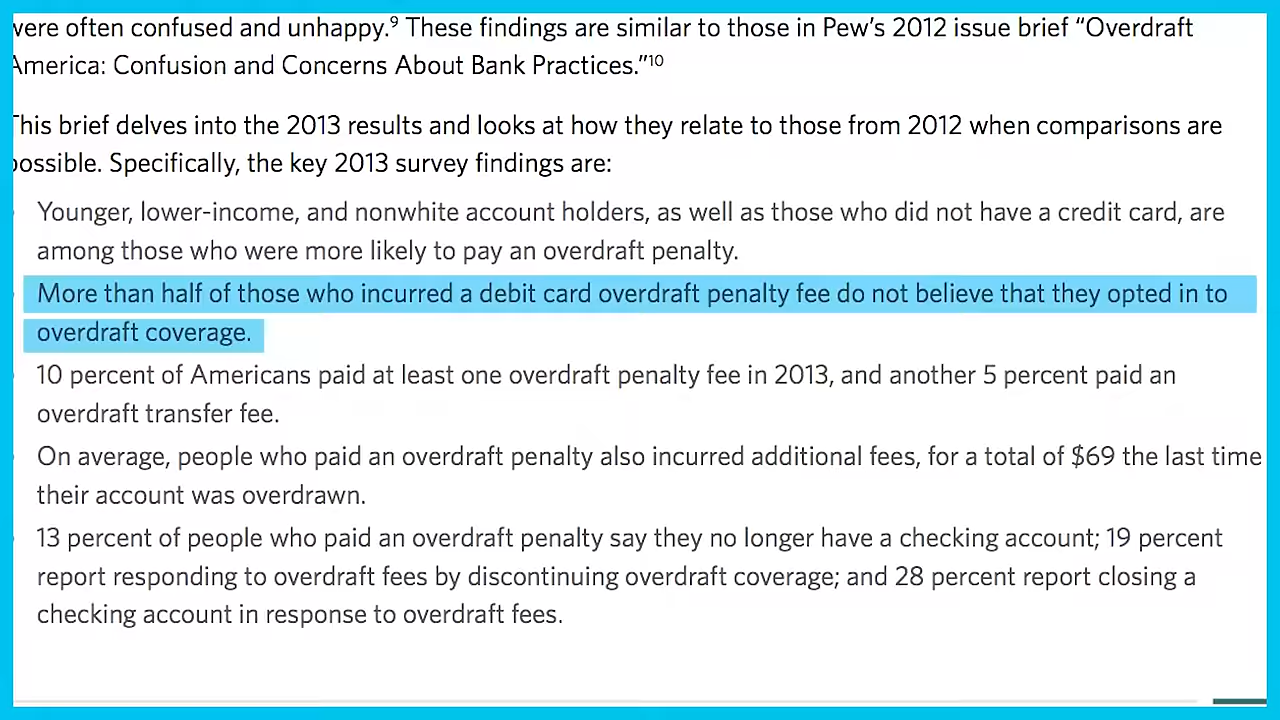 were often confused and unhappy.⁹ These findings are similar to those in Pew's 2012 issue brief “Overdraft
America: Confusion and Concerns About Bank Practices.”¹⁰
This brief delves into the 2013 results and looks at how they relate to those from 2012 when comparisons are
possible. Specifically, the key 2013 survey findings are:
Younger, lower-income, and nonwhite account holders, as well as those who did not have a credit card, are
among those who were more likely to pay an overdraft penalty.
More than half of those who incurred a debit card overdraft penalty fee do not believe that they opted in to
overdraft coverage.
10 percent of Americans paid at least one overdraft penalty fee in 2013, and another 5 percent paid an
overdraft transfer fee.
On average, people who paid an overdraft penalty also incurred additional fees, for a total of $69 the last time
their account was overdrawn.
13 percent of people who paid an overdraft penalty say they no longer have a checking account; 19 percent
report responding to overdraft fees by discontinuing overdraft coverage; and 28 percent report closing a
checking account in response to overdraft fees.